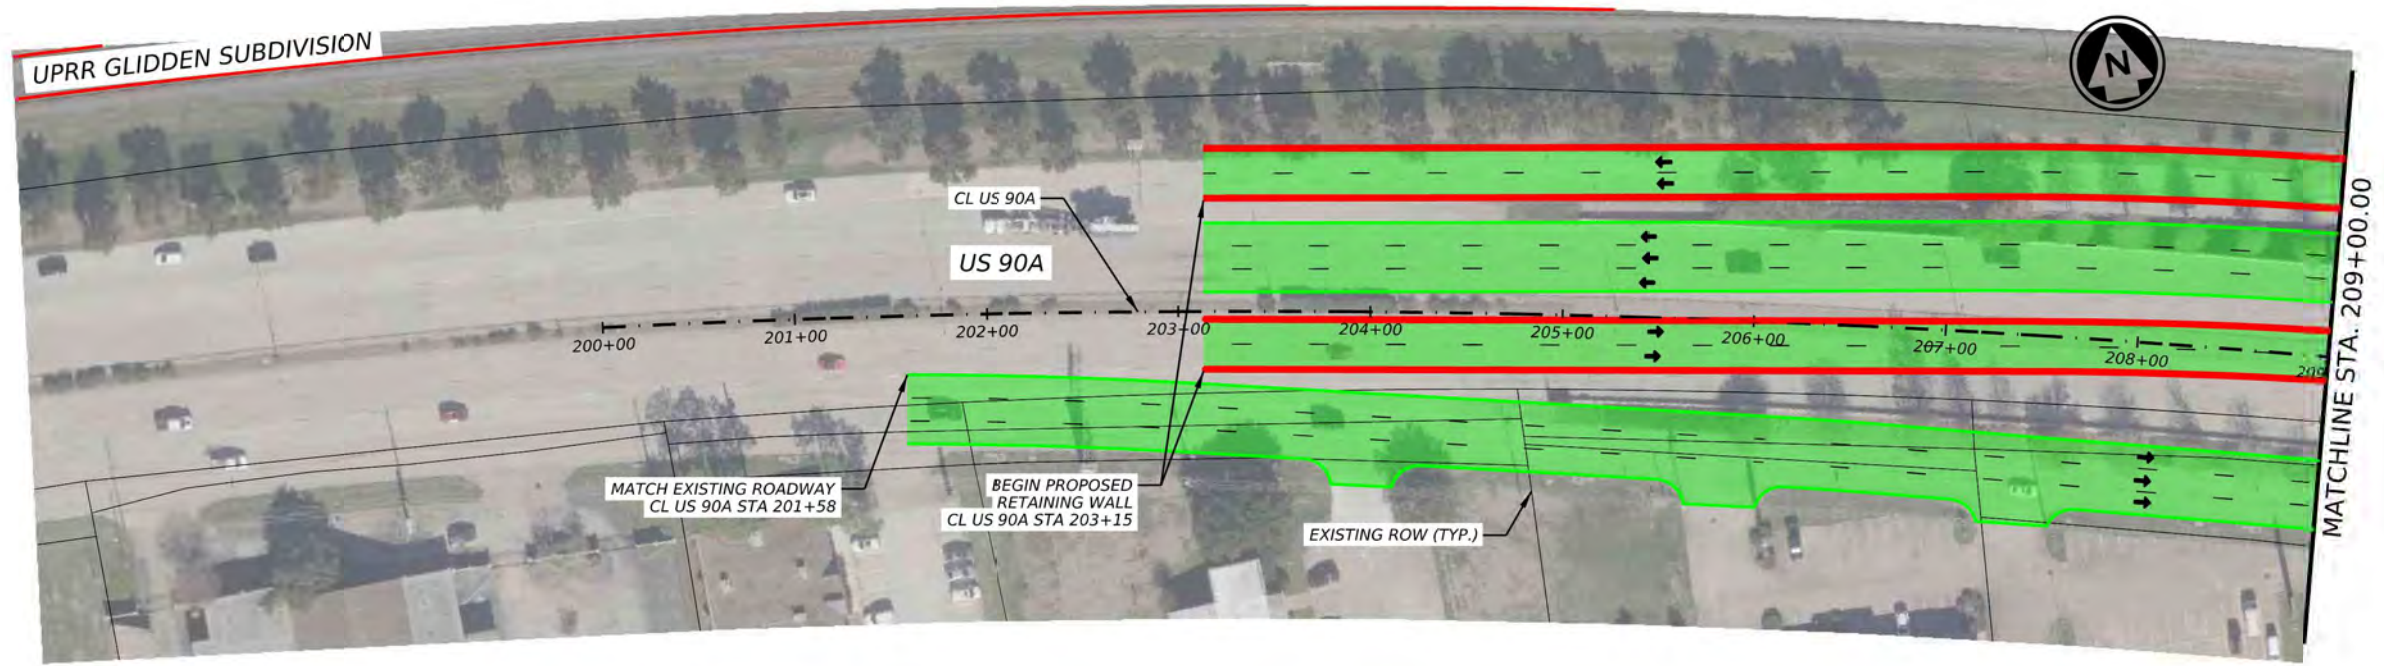 UPRR GLIDDEN SUBDIVISION
N
CL US 90A
US 90A
200+00
201+00
202+00
203+00
204+00
205+00
206+00
207+00
208+00
209
MATCH EXISTING ROADWAY
CL US 90A STA 201+58
BEGIN PROPOSED
RETAINING WALL
CL US 90A STA 203+15
EXISTING ROW (TYP.)
MATCHLINE STA. 209+00.00